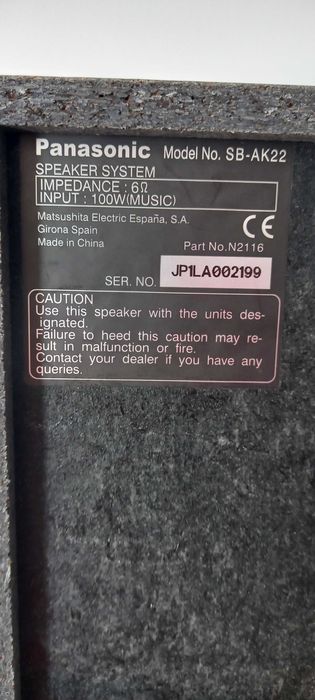 Panasonic Model No. SB-AK22
SPEAKER SYSTEM
IMPEDANCE : 6Ω
INPUT : 100W(MUSIC)
Matsushita Electric España, S.A.
Girona Spain
Made in China
CE
Part No.N2116
SER. NO. JP1LA002199
CAUTION
Use this speaker with the units des-
ignated.
Failure to heed this caution may re-
sult in malfunction or fire.
Contact your dealer if you have any
queries.